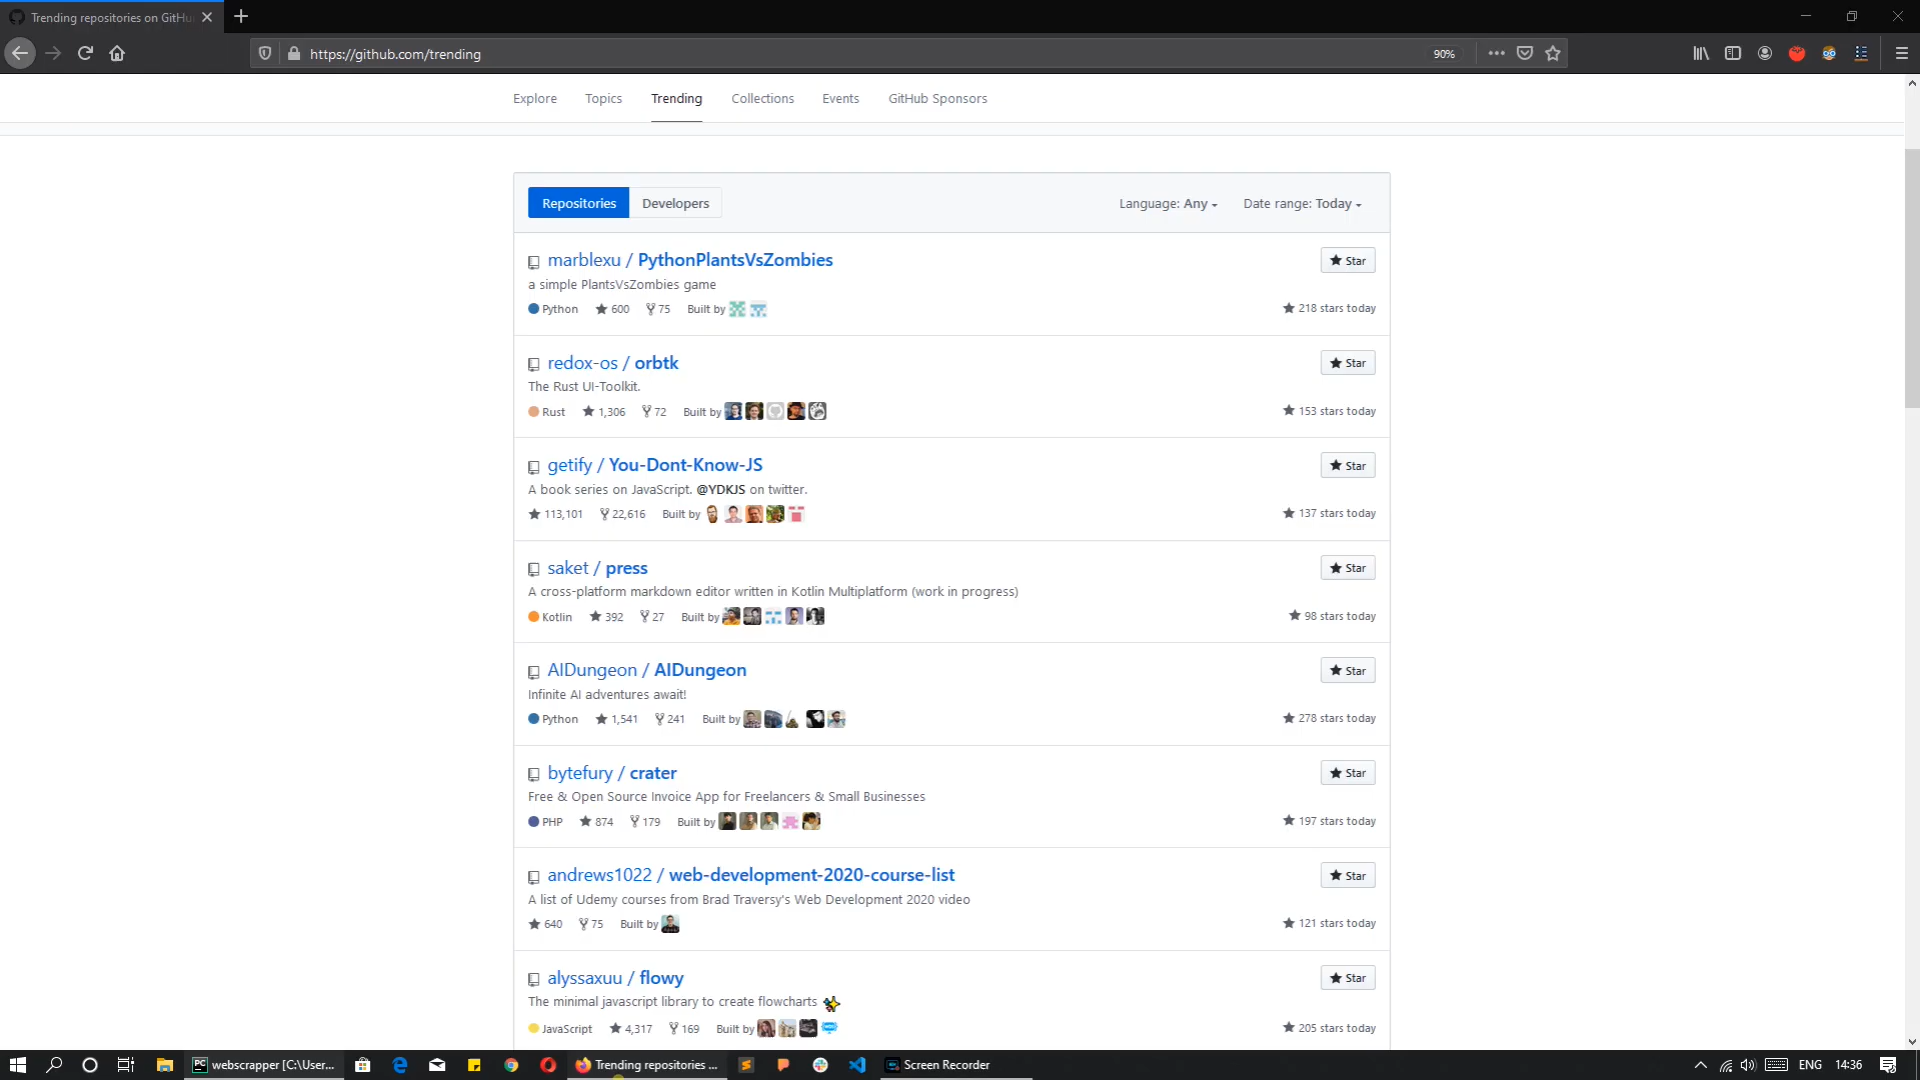 Trending repositories on GitHu
https://github.com/trending
90%
Explore Topics Trending Collections Events GitHub Sponsors
Repositories Developers Language: Any Date range: Today
marblexu / PythonPlantsVsZombies Star
a simple PlantsVsZombies game
Python 600 75 Built by 218 stars today
redox-os / orbtk Star
The Rust UI-Toolkit.
Rust 1,306 72 Built by 153 stars today
getify / You-Dont-Know-JS Star
A book series on JavaScript. @YDKJS on twitter.
113,101 22,616 Built by 137 stars today
saket / press Star
A cross-platform markdown editor written in Kotlin Multiplatform (work in progress)
Kotlin 392 27 Built by 98 stars today
AIDungeon / AIDungeon Star
Infinite AI adventures await!
Python 1,541 241 Built by 278 stars today
bytefury / crater Star
Free & Open Source Invoice App for Freelancers & Small Businesses
PHP 874 179 Built by 197 stars today
andrews1022 / web-development-2020-course-list Star
A list of Udemy courses from Brad Traversy's Web Development 2020 video
640 75 Built by 121 stars today
alyssaxuu / flowy Star
The minimal javascript library to create flowcharts ✨
JavaScript 4,317 169 Built by 205 stars today
PC webscrapper [C:\User... Trending repositories ... Screen Recorder ENG 14:36